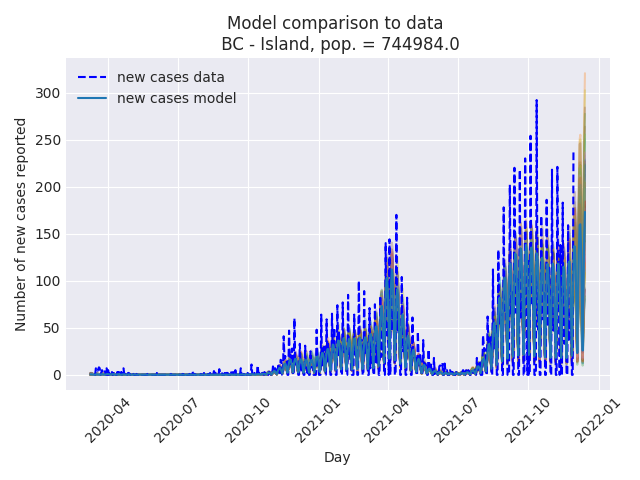 Model comparison to data
BC - Island, pop. = 744984.0
new cases data
new cases model
Number of new cases reported
300
250
200
150
100
50
0
2020-04
2020-07
2020-10
2021-01
2021-04
2021-07
2021-10
2022-01
Day